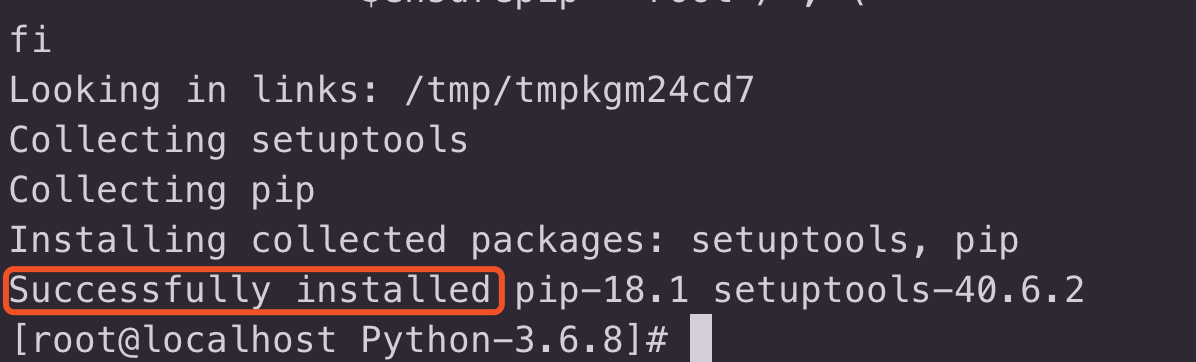 fi
Looking in links: /tmp/tmpkgm24cd7
Collecting setuptools
Collecting pip
Installing collected packages: setuptools, pip
Successfully installed pip-18.1 setuptools-40.6.2
[root@localhost Python-3.6.8]#